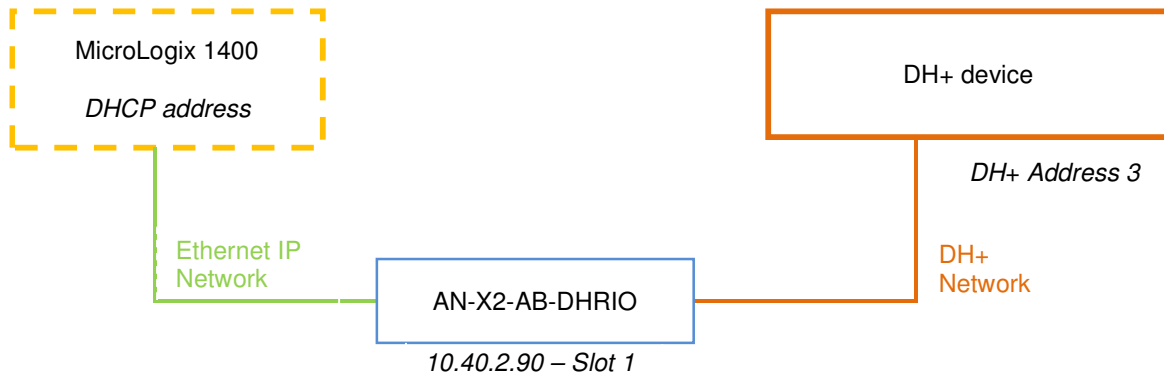 MicroLogix 1400
DHCP address
DH+ device
DH+ Address 3
Ethernet IP
Network
DH+
Network
AN-X2-AB-DHRIO
10.40.2.90 – Slot 1